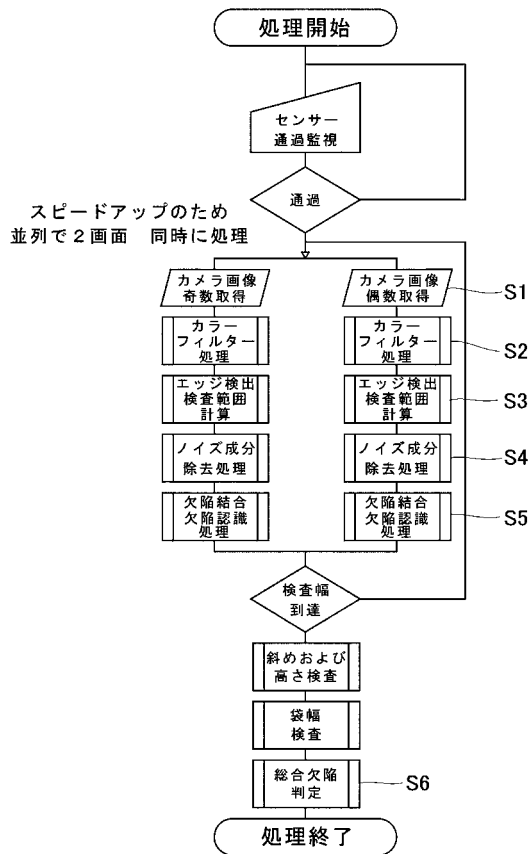 処理開始
センサー
通過監視
通過
スピードアップのため
並列で２画面　同時に処理
カメラ画像
奇数取得
カメラ画像
偶数取得
S1
カラー
フィルター
処理
カラー
フィルター
処理
S2
エッジ検出
検査範囲
計算
エッジ検出
検査範囲
計算
S3
ノイズ成分
除去処理
ノイズ成分
除去処理
S4
欠陥結合
欠陥認識
処理
欠陥結合
欠陥認識
処理
S5
検査幅
到達
斜めおよび
高さ検査
袋幅
検査
総合欠陥
判定
S6
処理終了